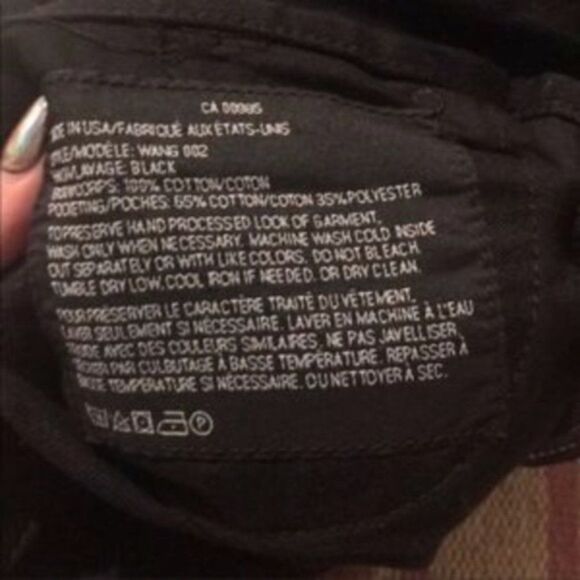 CA 00985
IN USA/FABRIQUÉ AUX ÉTATS-UNIS
STYLE/MODÈLE: WANG 002
WASH/LAVAGE: BLACK
BODY/CORPS: 100% COTTON/COTON
POCKETING/POCHES: 65% COTTON/COTON 35% POLYESTER
TO PRESERVE HAND PROCESSED LOOK OF GARMENT,
WASH ONLY WHEN NECESSARY. MACHINE WASH COLD INSIDE
OUT SEPARATELY OR WITH LIKE COLORS. DO NOT BLEACH.
TUMBLE DRY LOW. COOL IRON IF NEEDED. OR DRY CLEAN.
POUR PRÉSERVER LE CARACTÈRE TRAITÉ DU VÊTEMENT,
LAVER SEULEMENT SI NÉCESSAIRE. LAVER EN MACHINE À L'EAU
FROIDE AVEC DES COULEURS SIMILAIRES. NE PAS JAVELLISER.
SÉCHER PAR CULBUTAGE À BASSE TEMPÉRATURE. REPASSER À
BASSE TEMPÉRATURE SI NÉCESSAIRE. OU NETTOYER À SEC.
P